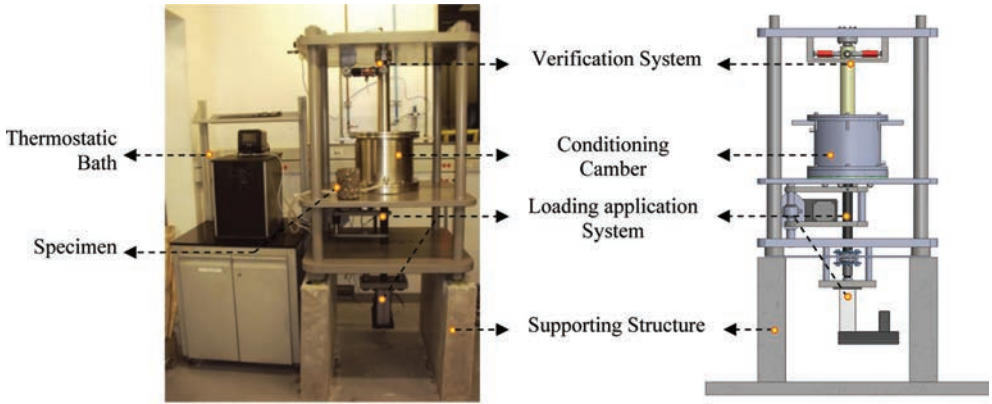 Verification System
Thermostatic
Bath
Conditioning
Camber
Loading application
System
Specimen
Supporting Structure